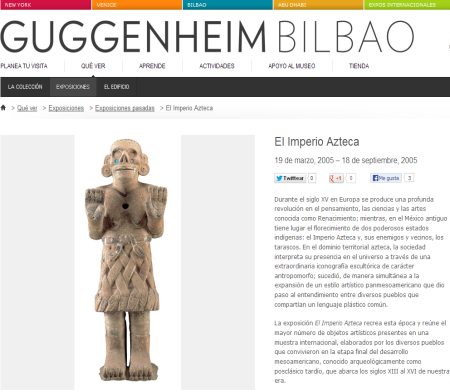 NEW YORK VENICE BILBAO ABU DHABI EXPOS INTERNACIONALES
GUGGENHEIM BILBAO
PLANEA TU VISITA QUÉ VER APRENDE ACTIVIDADES APOYO AL MUSEO TIENDA
LA COLECCIÓN EXPOSICIONES EL EDIFICIO
> Qué ver > Exposiciones > Exposiciones pasadas > El Imperio Azteca
El Imperio Azteca
19 de marzo, 2005 – 18 de septiembre, 2005
Twittear 0 +1 0 Me gusta 3
Durante el siglo XV en Europa se produce una profunda
revolución en el pensamiento, las ciencias y las artes
conocida como Renacimiento; mientras, en el México antiguo
tiene lugar el florecimiento de dos poderosos estados
indígenas: el Imperio Azteca y, sus enemigos y vecinos, los
tarascos. En el dominio territorial azteca, la sociedad
interpreta su presencia en el universo a través de una
extraordinaria iconografía escultórica de carácter
antropomorfo; sucedió, de manera simultánea a la
expansión de un estilo artístico panmesoamericano que dio
paso al entendimiento entre diversos pueblos que
compartían un lenguaje plástico común.
La exposición El Imperio Azteca recrea esta época y reúne el
mayor número de objetos artísticos presentes en una
muestra internacional, elaborados por los diversos pueblos
que convivieron en la etapa final del desarrollo
mesoamericano, conocido arqueológicamente como
posclásico tardío, que abarca los siglos XIII al XVI de nuestra
era.